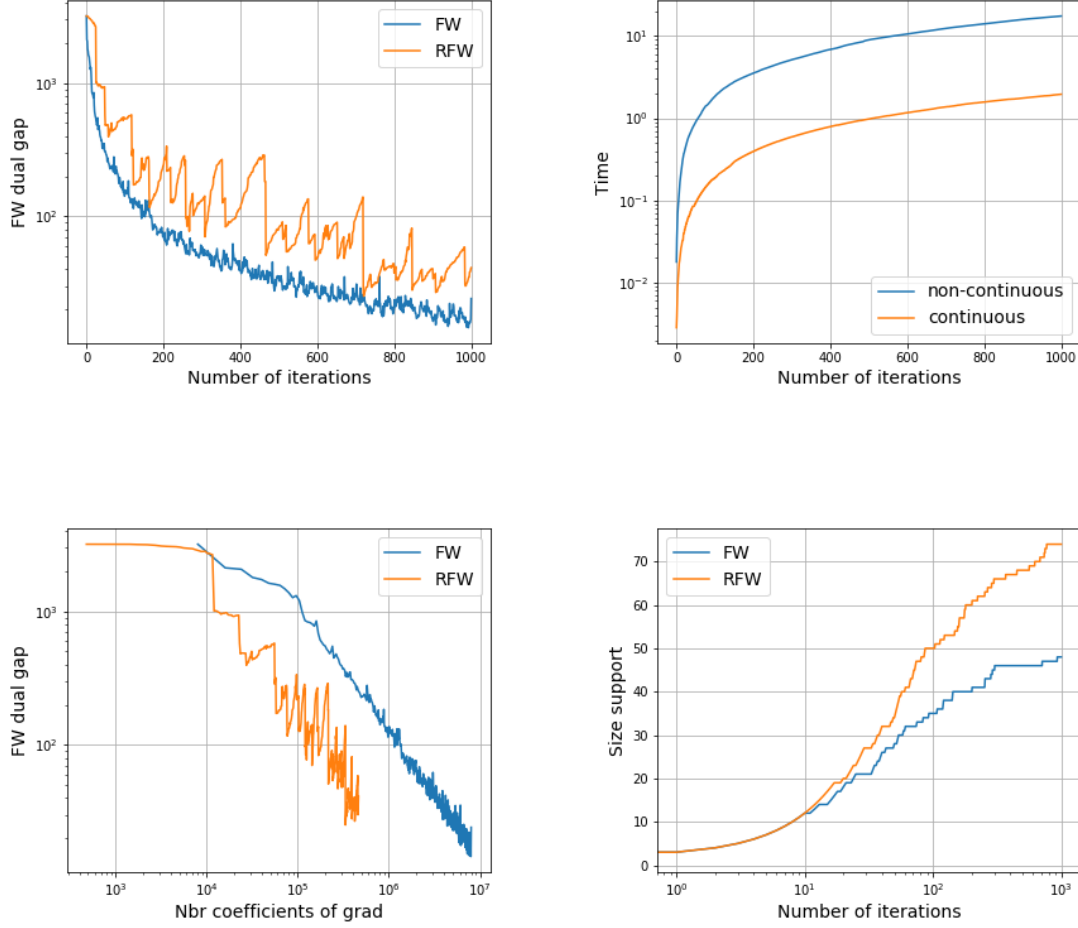 FW
RFW
10³
10²
FW dual gap
0 200 400 600 800 1000
Number of iterations
10¹
10⁰
10⁻¹
10⁻²
Time
non-continuous
continuous
0 200 400 600 800 1000
Number of iterations
FW
RFW
10³
10²
FW dual gap
10³ 10⁴ 10⁵ 10⁶ 10⁷
Nbr coefficients of grad
FW
RFW
70
60
50
40
30
20
10
0
Size support
10⁰ 10¹ 10² 10³
Number of iterations